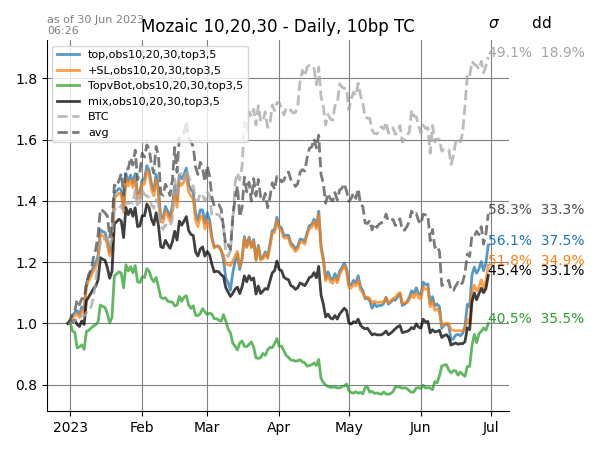 as of 30 Jun 2023
06:26
Mozaic 10,20,30 - Daily, 10bp TC
σ dd
top,obs10,20,30,top3,5
+SL,obs10,20,30,top3,5
TopvBot,obs10,20,30,top3,5
mix,obs10,20,30,top3,5
BTC
avg
49.1% 18.9%
58.3% 33.3%
56.1% 37.5%
51.8% 34.9%
45.4% 33.1%
40.5% 35.5%
1.8
1.6
1.4
1.2
1.0
0.8
2023 Feb Mar Apr May Jun Jul